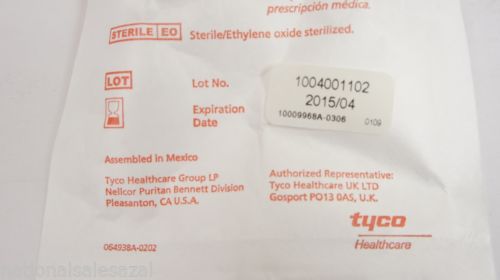 prescripción médica.
STERILE EO Sterile/Ethylene oxide sterilized.
LOT Lot No.
1004001102
Expiration
Date
2015/04
10009968A-0306 0109
Assembled in Mexico
Tyco Healthcare Group LP
Nellcor Puritan Bennett Division
Pleasanton, CA U.S.A.
Authorized Representative:
Tyco Healthcare UK LTD
Gosport PO13 0AS, U.K.
tyco
Healthcare
064938A-0202
nationalsalesazal